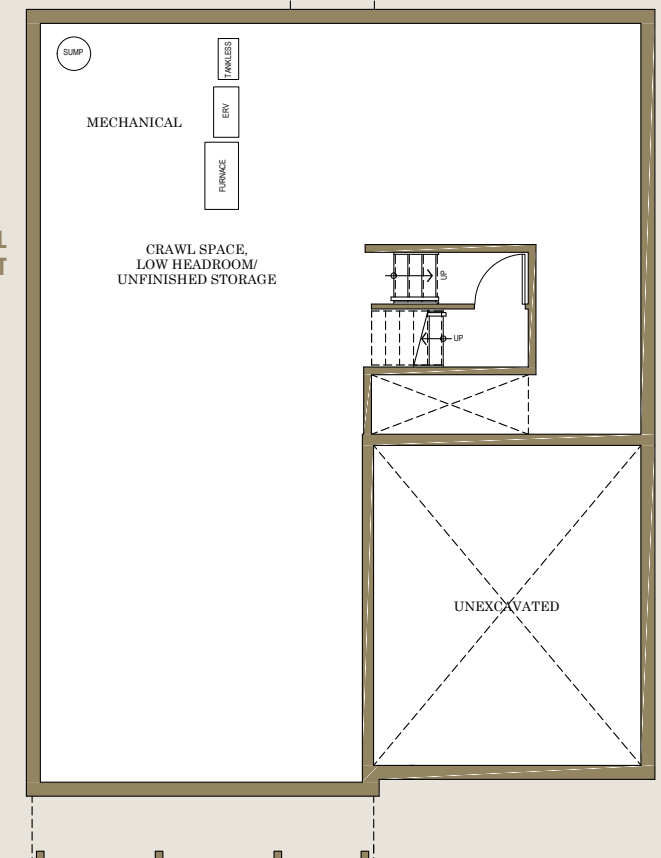 SUMP
TANKLESS
ERV
MECHANICAL
FURNACE
L
T
CRAWL SPACE,
LOW HEADROOM/
UNFINISHED STORAGE
UP
UP
UNEXCAVATED